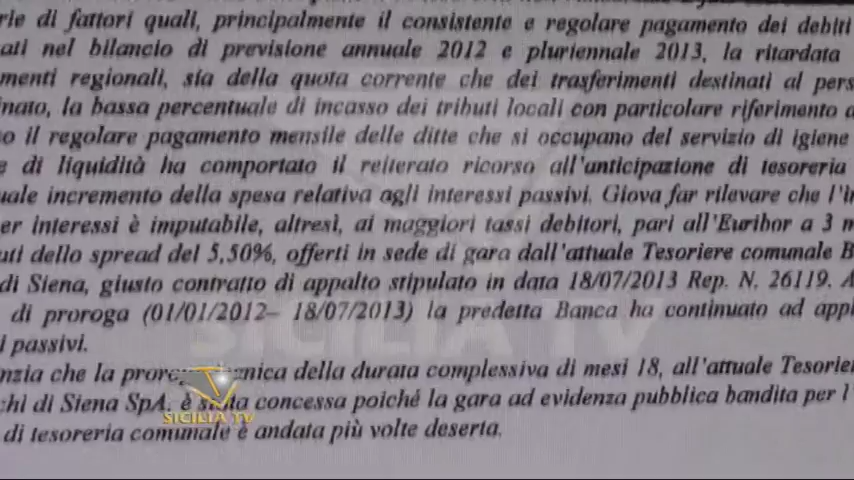 rie di fattori quali, principalmente il consistente e regolare pagamento dei debiti
ati nel bilancio di previsione annuale 2012 e pluriennale 2013, la ritardata
menti regionali, sia della quota corrente che dei trasferimenti destinati al pers
inato, la bassa percentuale di incasso dei tributi locali con particolare riferimento a
o il regolare pagamento mensile delle ditte che si occupano del servizio di igiene
e di liquidità ha comportato il reiterato ricorso all'anticipazione di tesoreria
uale incremento della spesa relativa agli interessi passivi. Giova far rilevare che l'in
er interessi è imputabile, altresì, ai maggiori tassi debitori, pari all'Euribor a 3 m
uti dello spread del 5,50%, offerti in sede di gara dall'attuale Tesoriere comunale B
di Siena, giusto contratto di appalto stipulato in data 18/07/2013 Rep. N. 26119. A
di proroga (01/01/2012– 18/07/2013) la predetta Banca ha continuato ad appl
i passivi.
nzia che la proroga tecnica della durata complessiva di mesi 18, all'attuale Tesorie
chi di Siena SpA, è stata concessa poiché la gara ad evidenza pubblica bandita per l'
di tesoreria comunale è andata più volte deserta.
SICILIA TV
SICILIA TV